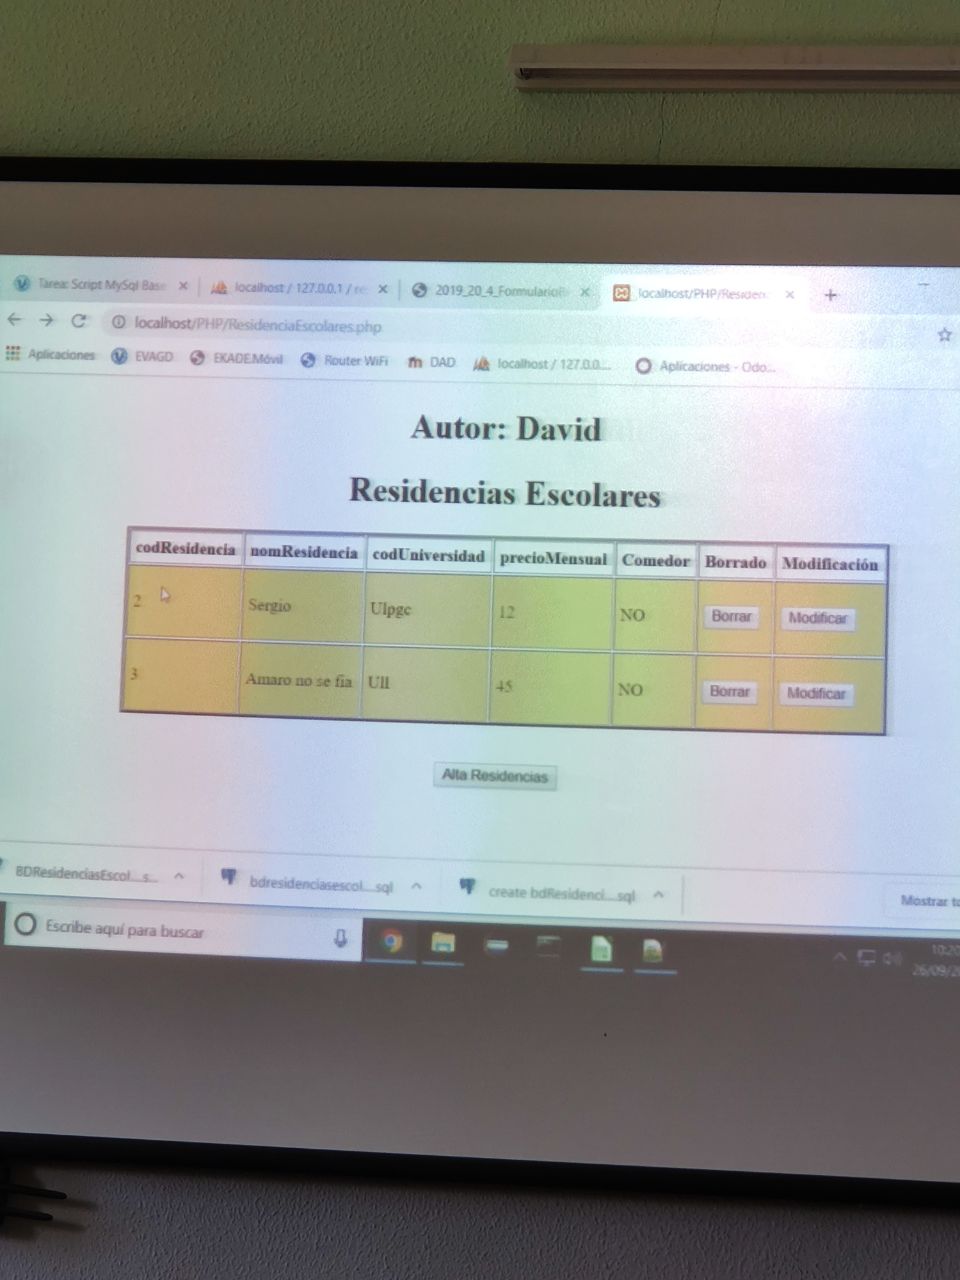 Tarea: Script MySql Base
localhost / 127.0.0.1 / re
2019_20_4_Formulario
localhost/PHP/Residen
localhost/PHP/ResidenciaEscolares.php
Aplicaciones EVAGD EKADE.Móvil Router WiFi DAD localhost / 127.0.0.... Aplicaciones - Odo...
Autor: David
Residencias Escolares
codResidencia nomResidencia codUniversidad precioMensual Comedor Borrado Modificación
2 Sergio Ulpgc 12 NO Borrar Modificar
3 Amaro no se fia Ull 45 NO Borrar Modificar
Alta Residencias
BDResidenciasEscol....s... bdresidenciasescol....sql create bdResidenci....sql Mostrar to
Escribe aquí para buscar
10:20
26/09/20